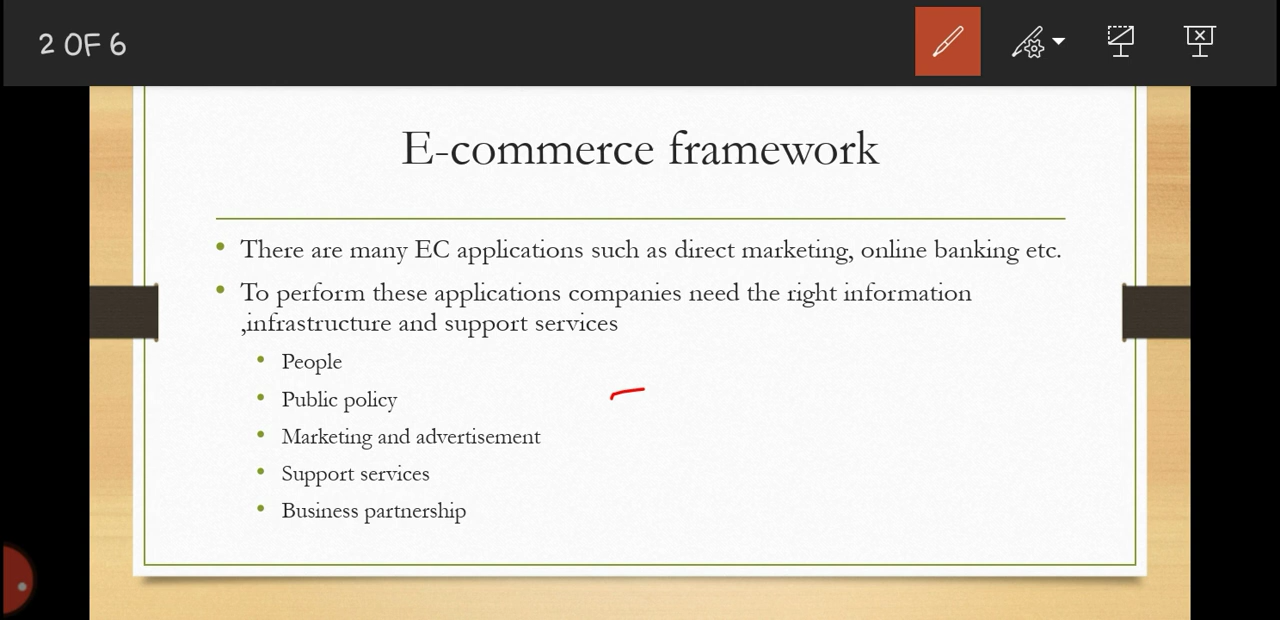 2 OF 6
E-commerce framework
There are many EC applications such as direct marketing, online banking etc.
To perform these applications companies need the right information
,infrastructure and support services
People
Public policy
Marketing and advertisement
Support services
Business partnership